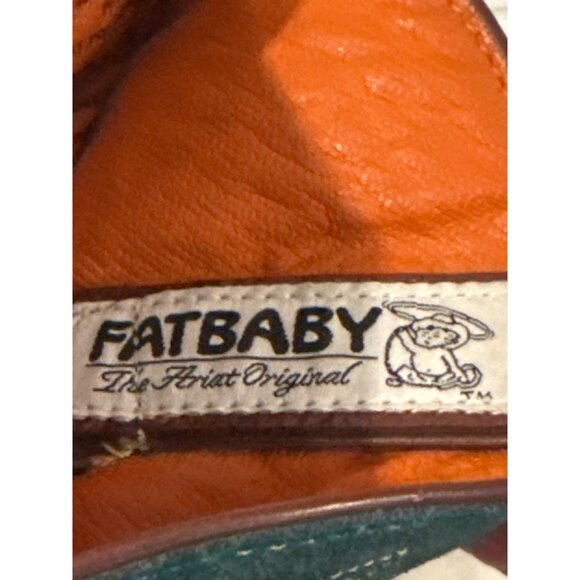 FATBABY
The Ariat Original
TM